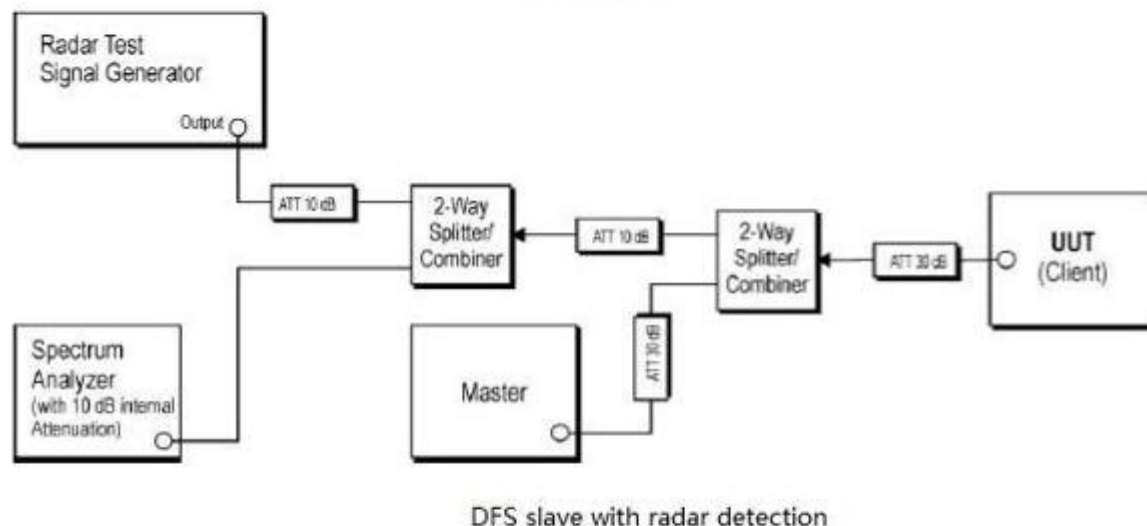 Radar Test
Signal Generator
Output
ATT 10 dB
2-Way
Splitter/
Combiner
ATT 10 dB
2-Way
Splitter/
Combiner
ATT 30 dB
UUT
(Client)
Spectrum
Analyzer
(with 10 dB internal
Attenuation)
Master
ATT 30 dB
DFS slave with radar detection